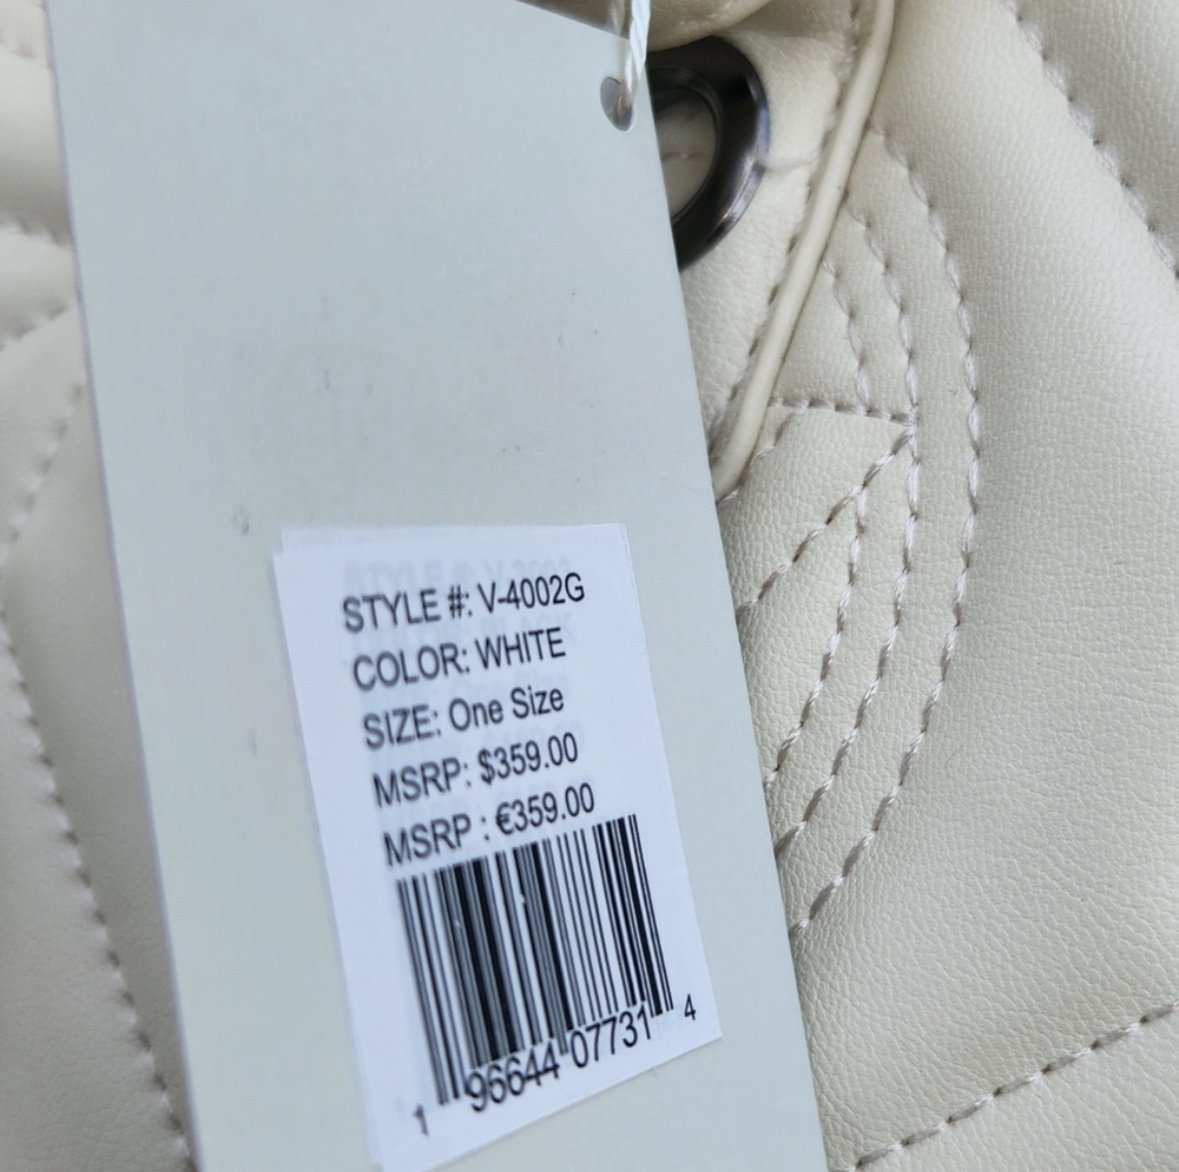 STYLE #: V-4002G
COLOR: WHITE
SIZE: One Size
MSRP: $359.00
MSRP : €359.00
1 96644 07731 4